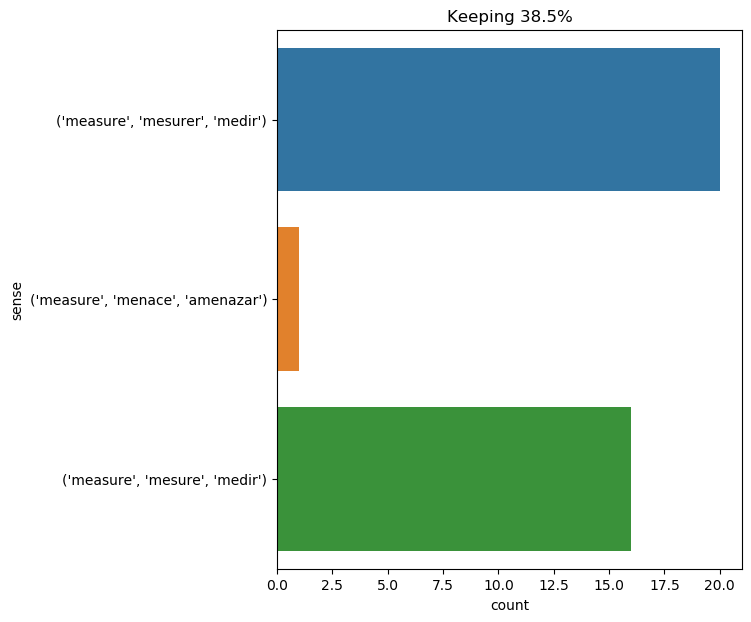 Keeping 38.5%
('measure', 'mesurer', 'medir')
('measure', 'menace', 'amenazar')
('measure', 'mesure', 'medir')
sense
0.0 2.5 5.0 7.5 10.0 12.5 15.0 17.5 20.0
count